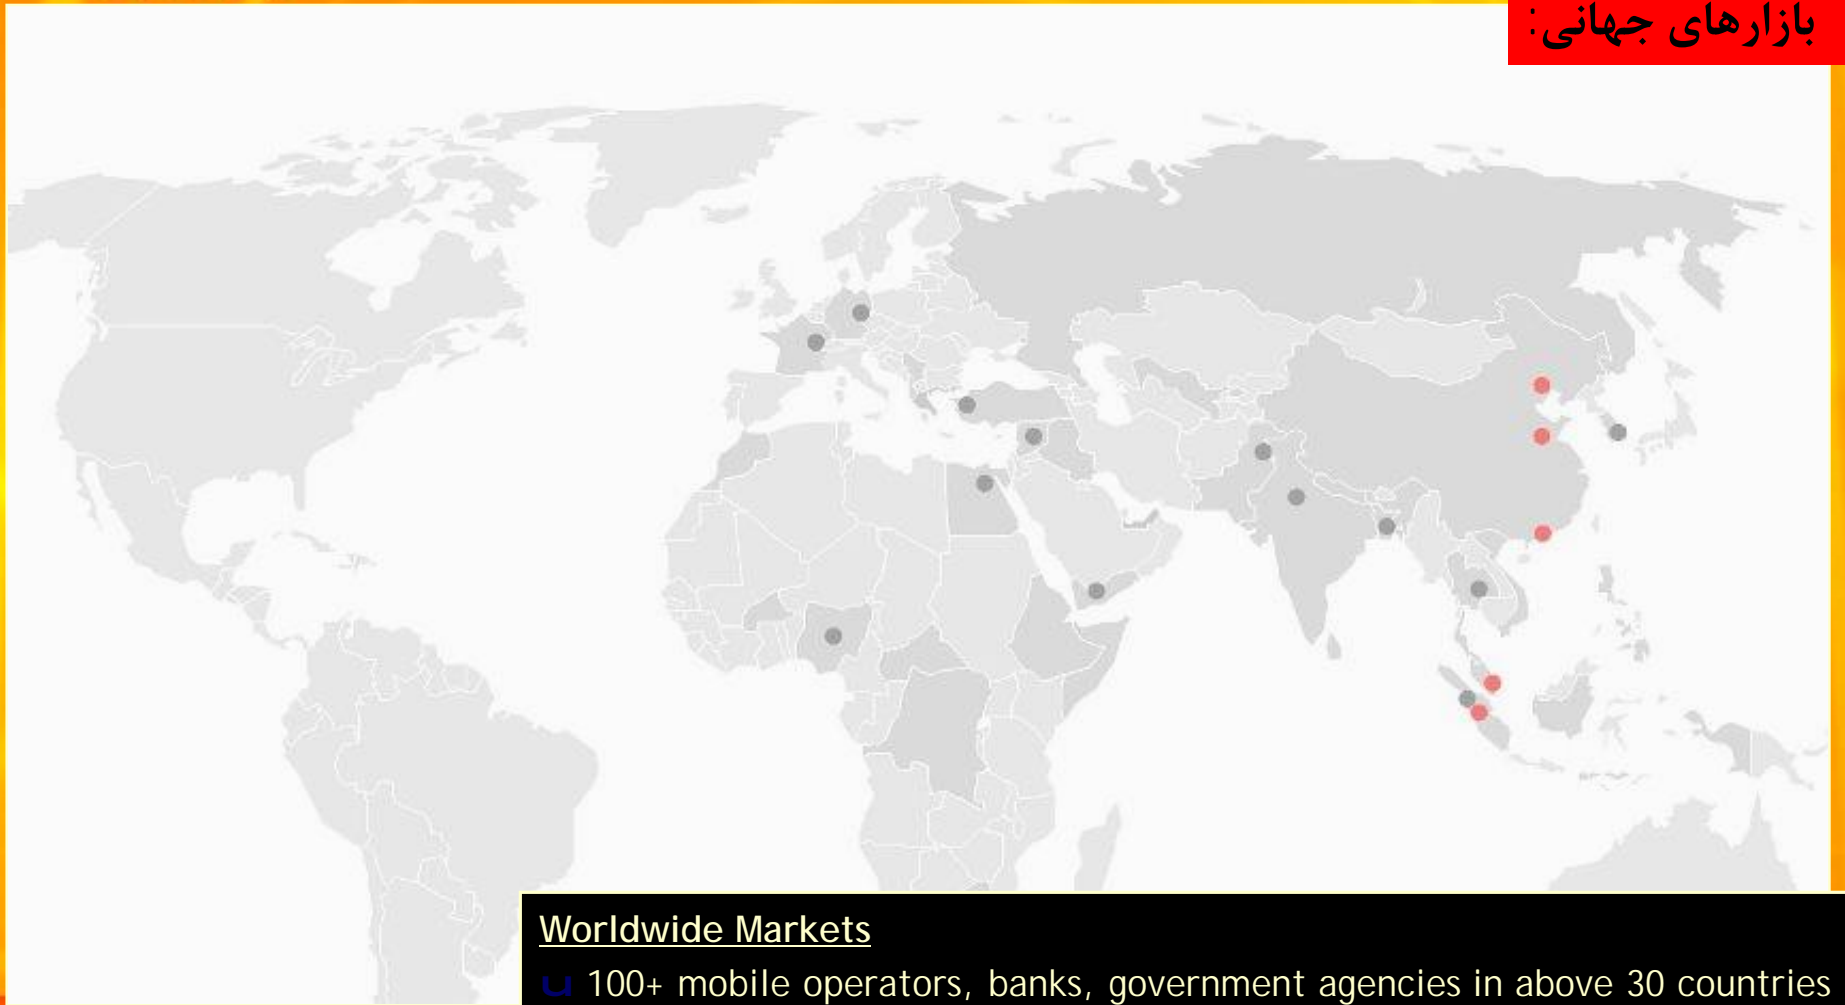 بازارهای جهانی:
Worldwide Markets
100+ mobile operators, banks, government agencies in above 30 countries